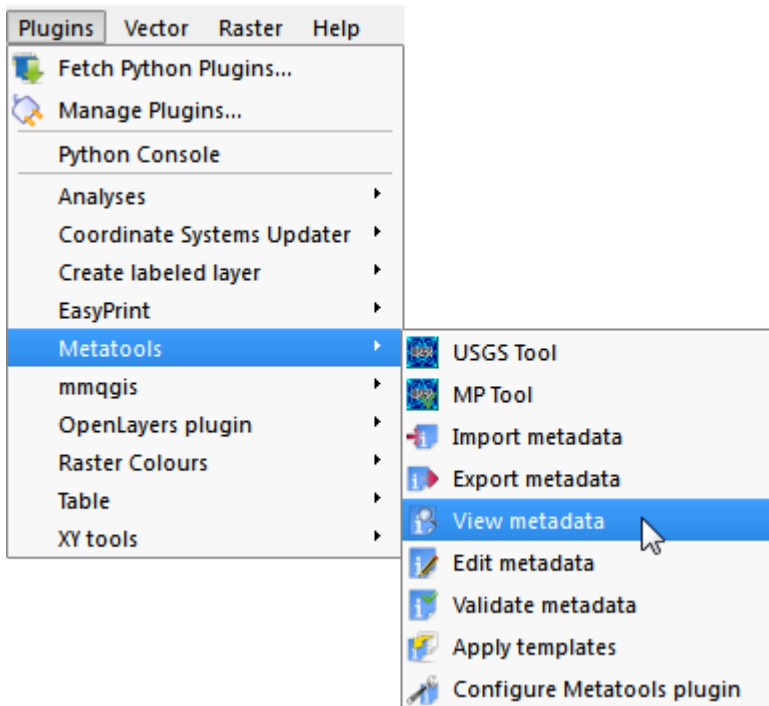 Plugins Vector Raster Help
Fetch Python Plugins...
Manage Plugins...
Python Console
Analyses
Coordinate Systems Updater
Create labeled layer
EasyPrint
Metatools
mmqgis
OpenLayers plugin
Raster Colours
Table
XY tools
USGS Tool
MP Tool
Import metadata
Export metadata
View metadata
Edit metadata
Validate metadata
Apply templates
Configure Metatools plugin